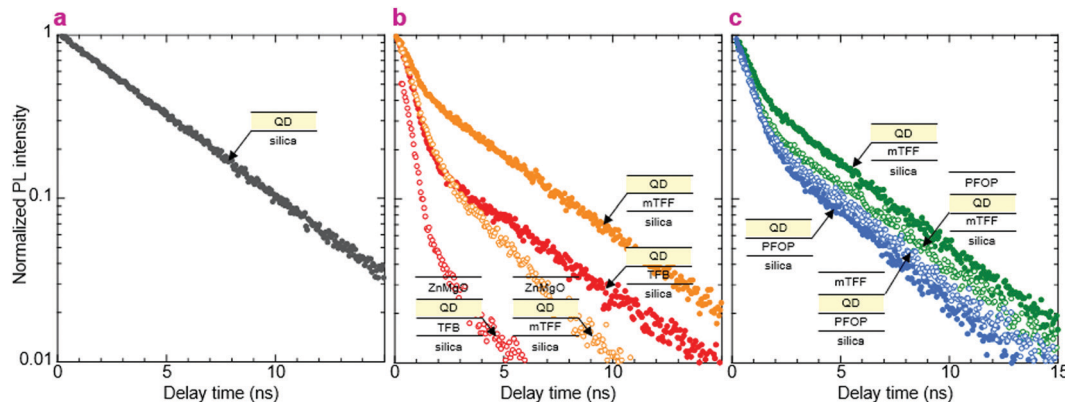 a
b
c
Normalized PL intensity
1
0.1
0.01
QD
silica
0
5
10
Delay time (ns)
QD
mTFF
silica
QD
TFB
silica
ZnMgO
QD
TFB
silica
ZnMgO
QD
mTFF
silica
0
5
10
Delay time (ns)
QD
mTFF
silica
PFOP
QD
mTFF
silica
QD
PFOP
silica
mTFF
QD
PFOP
silica
0
5
10
15
Delay time (ns)